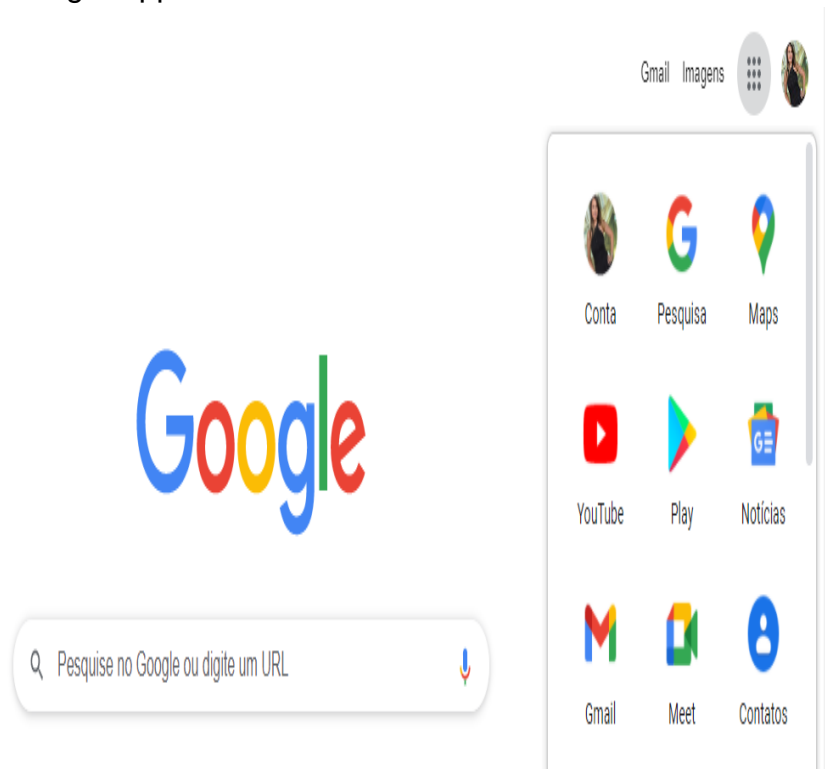 Gmail Imagens
Conta Pesquisa Maps
Google
GE
YouTube Play Notícias
Pesquise no Google ou digite um URL
Gmail Meet Contatos